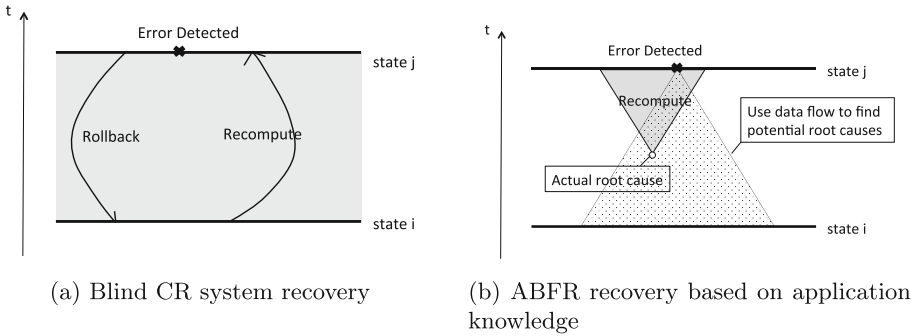 t
Error Detected
state j
Rollback
Recompute
state i
(a) Blind CR system recovery
t
Error Detected
state j
Recompute
Use data flow to find
potential root causes
Actual root cause
state i
(b) ABFR recovery based on application
knowledge